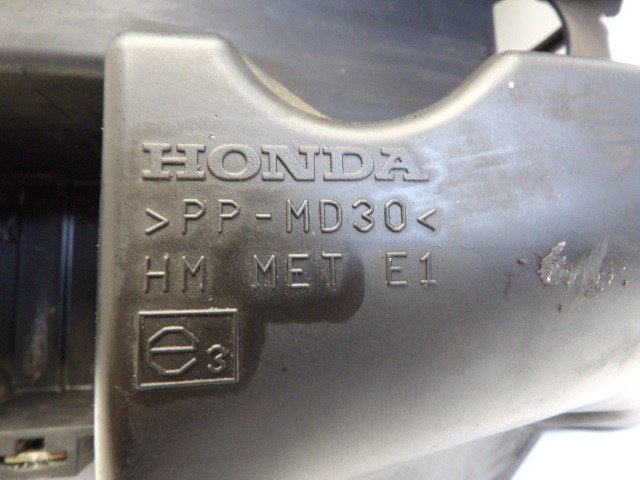 HONDA
>PP-MD30<
HM MET E1
e3